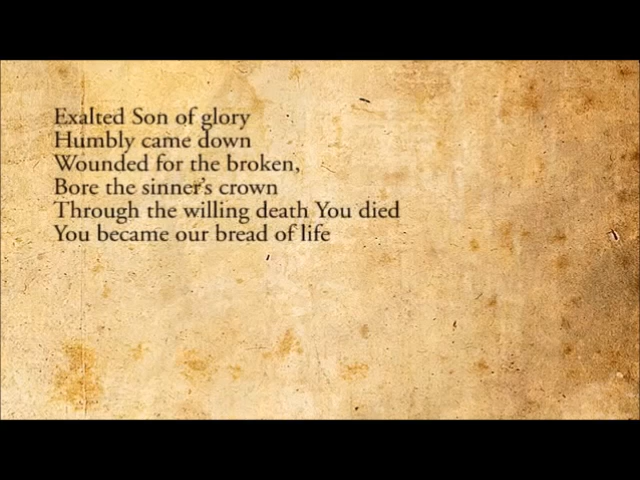 Exalted Son of glory
Humbly came down
Wounded for the broken,
Bore the sinner's crown
Through the willing death You died
You became our bread of life